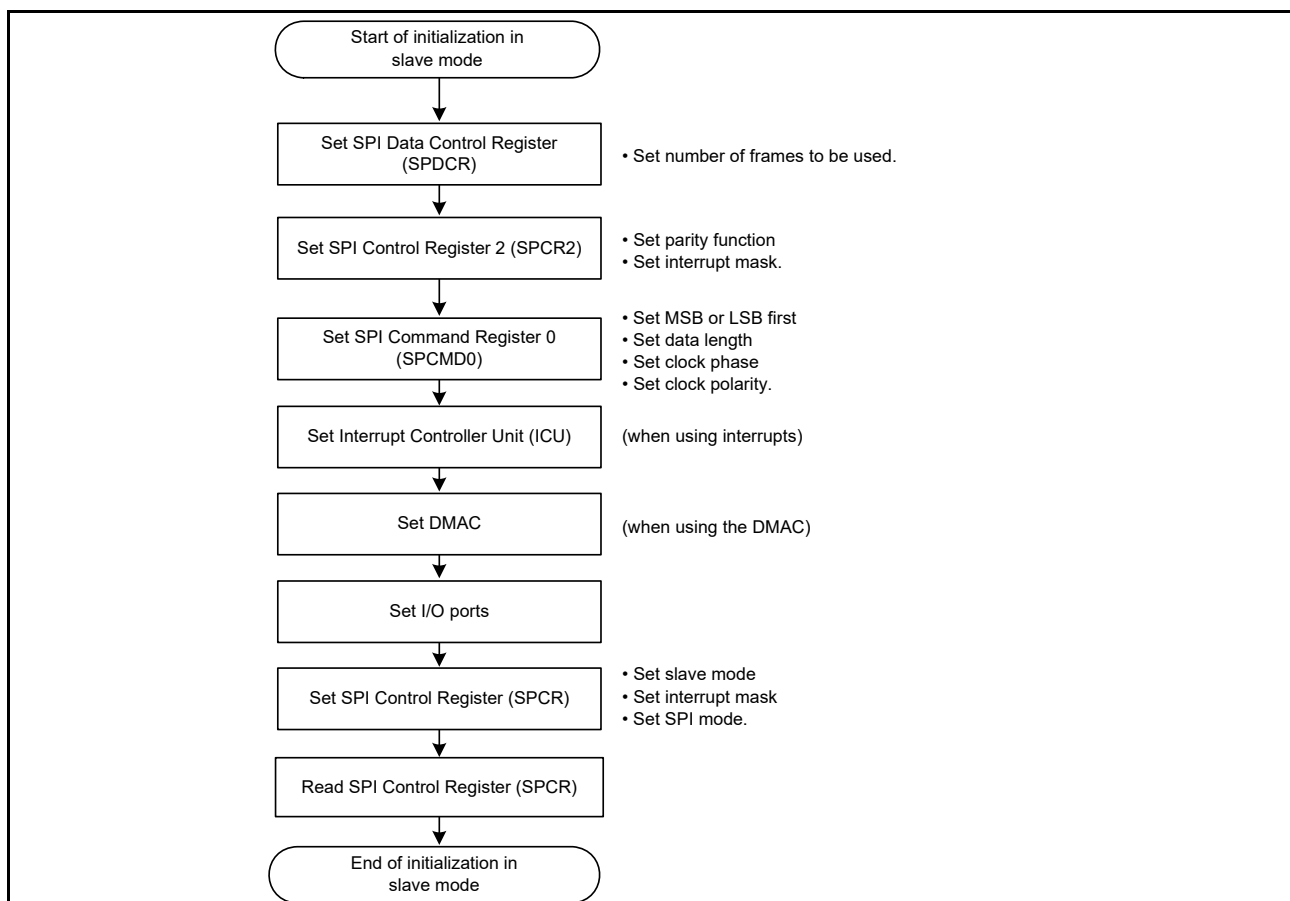 Start of initialization in
slave mode
Set SPI Data Control Register
(SPDCR)
• Set number of frames to be used.
Set SPI Control Register 2 (SPCR2)
• Set parity function
• Set interrupt mask.
Set SPI Command Register 0
(SPCMD0)
• Set MSB or LSB first
• Set data length
• Set clock phase
• Set clock polarity.
Set Interrupt Controller Unit (ICU)
(when using interrupts)
Set DMAC
(when using the DMAC)
Set I/O ports
Set SPI Control Register (SPCR)
• Set slave mode
• Set interrupt mask
• Set SPI mode.
Read SPI Control Register (SPCR)
End of initialization in
slave mode